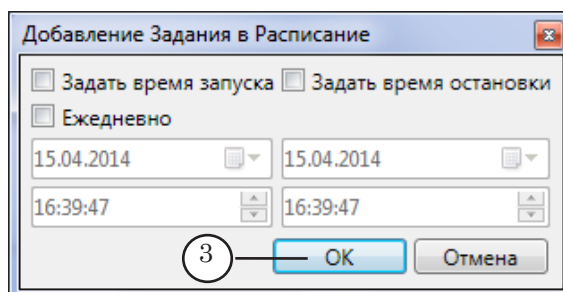 Добавление Задания в Расписание
Задать время запуска Задать время остановки
Ежедневно
15.04.2014 15.04.2014
16:39:47 16:39:47
3 OK Отмена